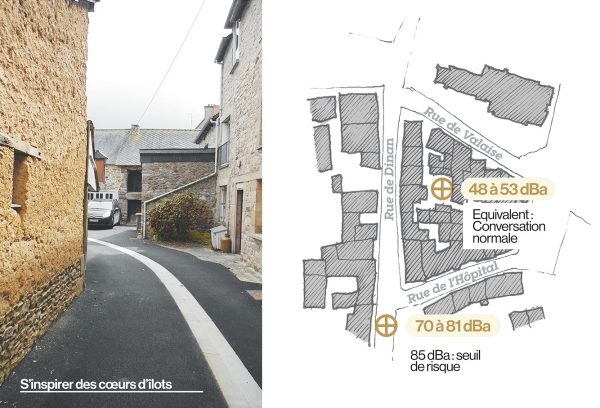 S'inspirer des cœurs d'îlots
Rue de Valaise
Rue de Dinan
48 à 53 dBa
Equivalent :
Conversation
normale
Rue de l'Hôpital
70 à 81 dBa
85 dBa : seuil
de risque